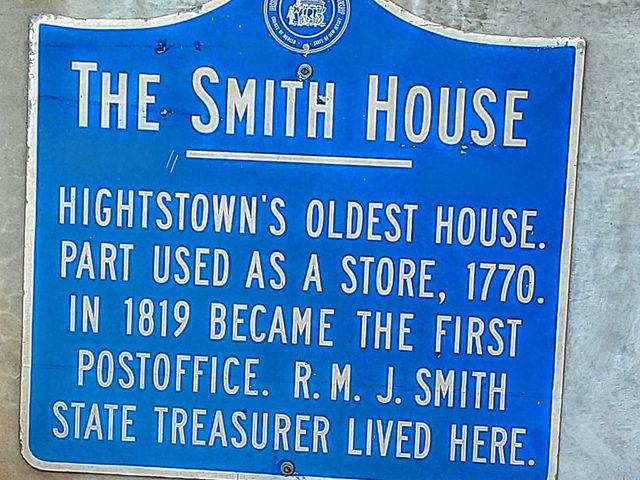 THE SMITH HOUSE
HIGHTSTOWN'S OLDEST HOUSE.
PART USED AS A STORE, 1770.
IN 1819 BECAME THE FIRST
POSTOFFICE. R. M. J. SMITH
STATE TREASURER LIVED HERE.